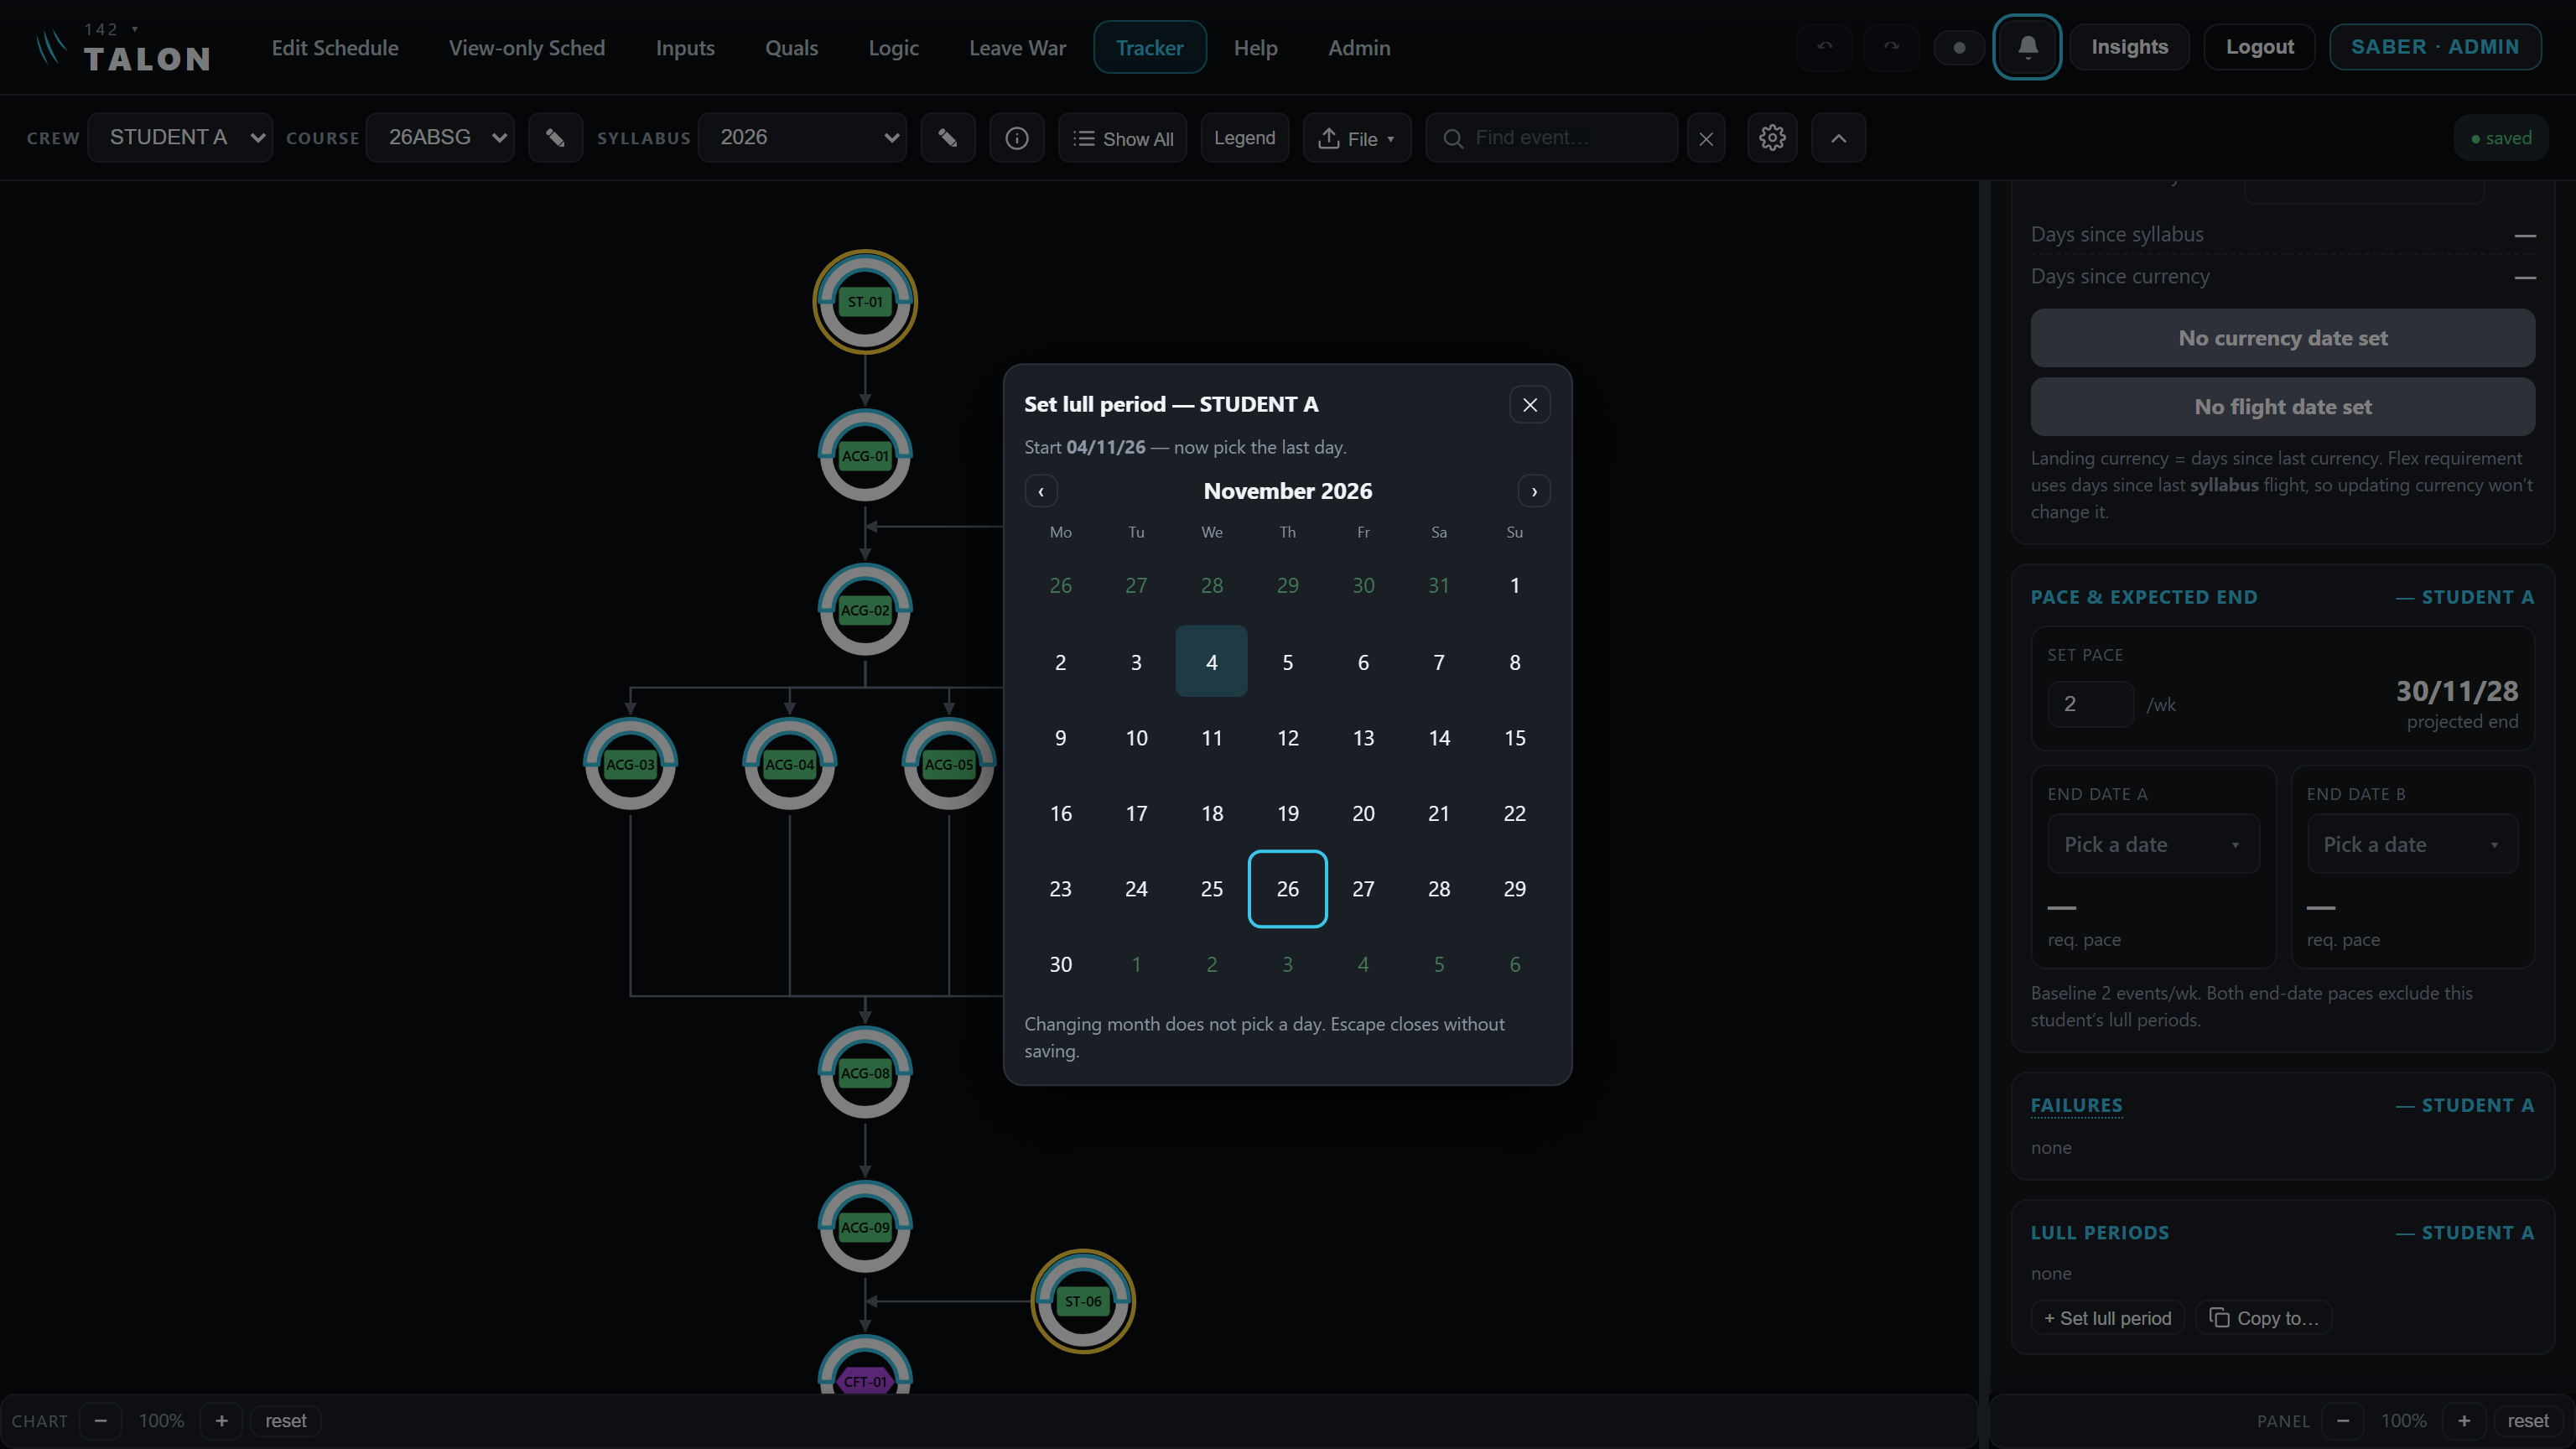 142 ▾
TALON
Edit Schedule
View-only Sched
Inputs
Quals
Logic
Leave War
Tracker
Help
Admin
Insights
Logout
SABER · ADMIN
CREW
STUDENT A
COURSE
26ABSG
SYLLABUS
2026
Show All
Legend
File ▾
Find event…
saved
ST-01
ACG-01
ACG-02
ACG-03
ACG-04
ACG-05
ACG-08
ACG-09
ST-06
CFT-01
Set lull period — STUDENT A
Start 04/11/26 — now pick the last day.
‹ November 2026 ›
Mo Tu We Th Fr Sa Su
26 27 28 29 30 31 1
2 3 4 5 6 7 8
9 10 11 12 13 14 15
16 17 18 19 20 21 22
23 24 25 26 27 28 29
30 1 2 3 4 5 6
Changing month does not pick a day. Escape closes without
saving.
Days since syllabus —
Days since currency —
No currency date set
No flight date set
Landing currency = days since last currency. Flex requirement
uses days since last syllabus flight, so updating currency won't
change it.
PACE & EXPECTED END — STUDENT A
SET PACE
2 /wk
30/11/28
projected end
END DATE A
Pick a date ▾
—
req. pace
END DATE B
Pick a date ▾
—
req. pace
Baseline 2 events/wk. Both end-date paces exclude this
student's lull periods.
FAILURES — STUDENT A
none
LULL PERIODS — STUDENT A
none
+ Set lull period
Copy to…
CHART − 100% + reset
PANEL − 100% + reset